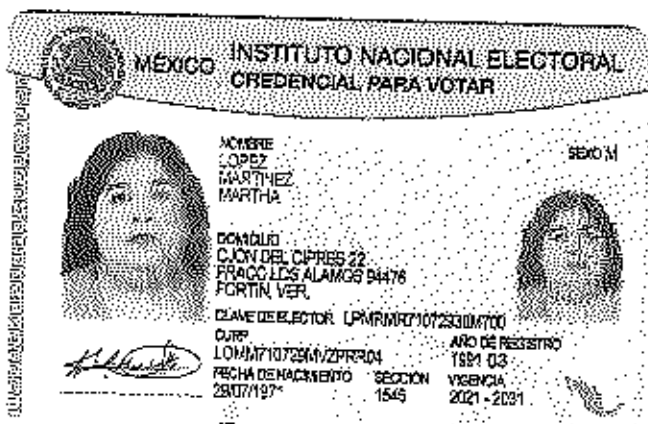 MÉXICO INSTITUTO NACIONAL ELECTORAL
CREDENCIAL PARA VOTAR
NOMBRE
LOPEZ
MARTINEZ
MARTHA
SEXO M
DOMICILIO
CJON DEL CIPRES 22
FRACC LOS ALAMOS 94476
FORTIN, VER.
CLAVE DE ELECTOR
CURP
LOMM710729MVZPRR04
AÑO DE REGISTRO
1991 03
FECHA DE NACIMIENTO
SECCIÓN
1545
VIGENCIA
2021 - 2031